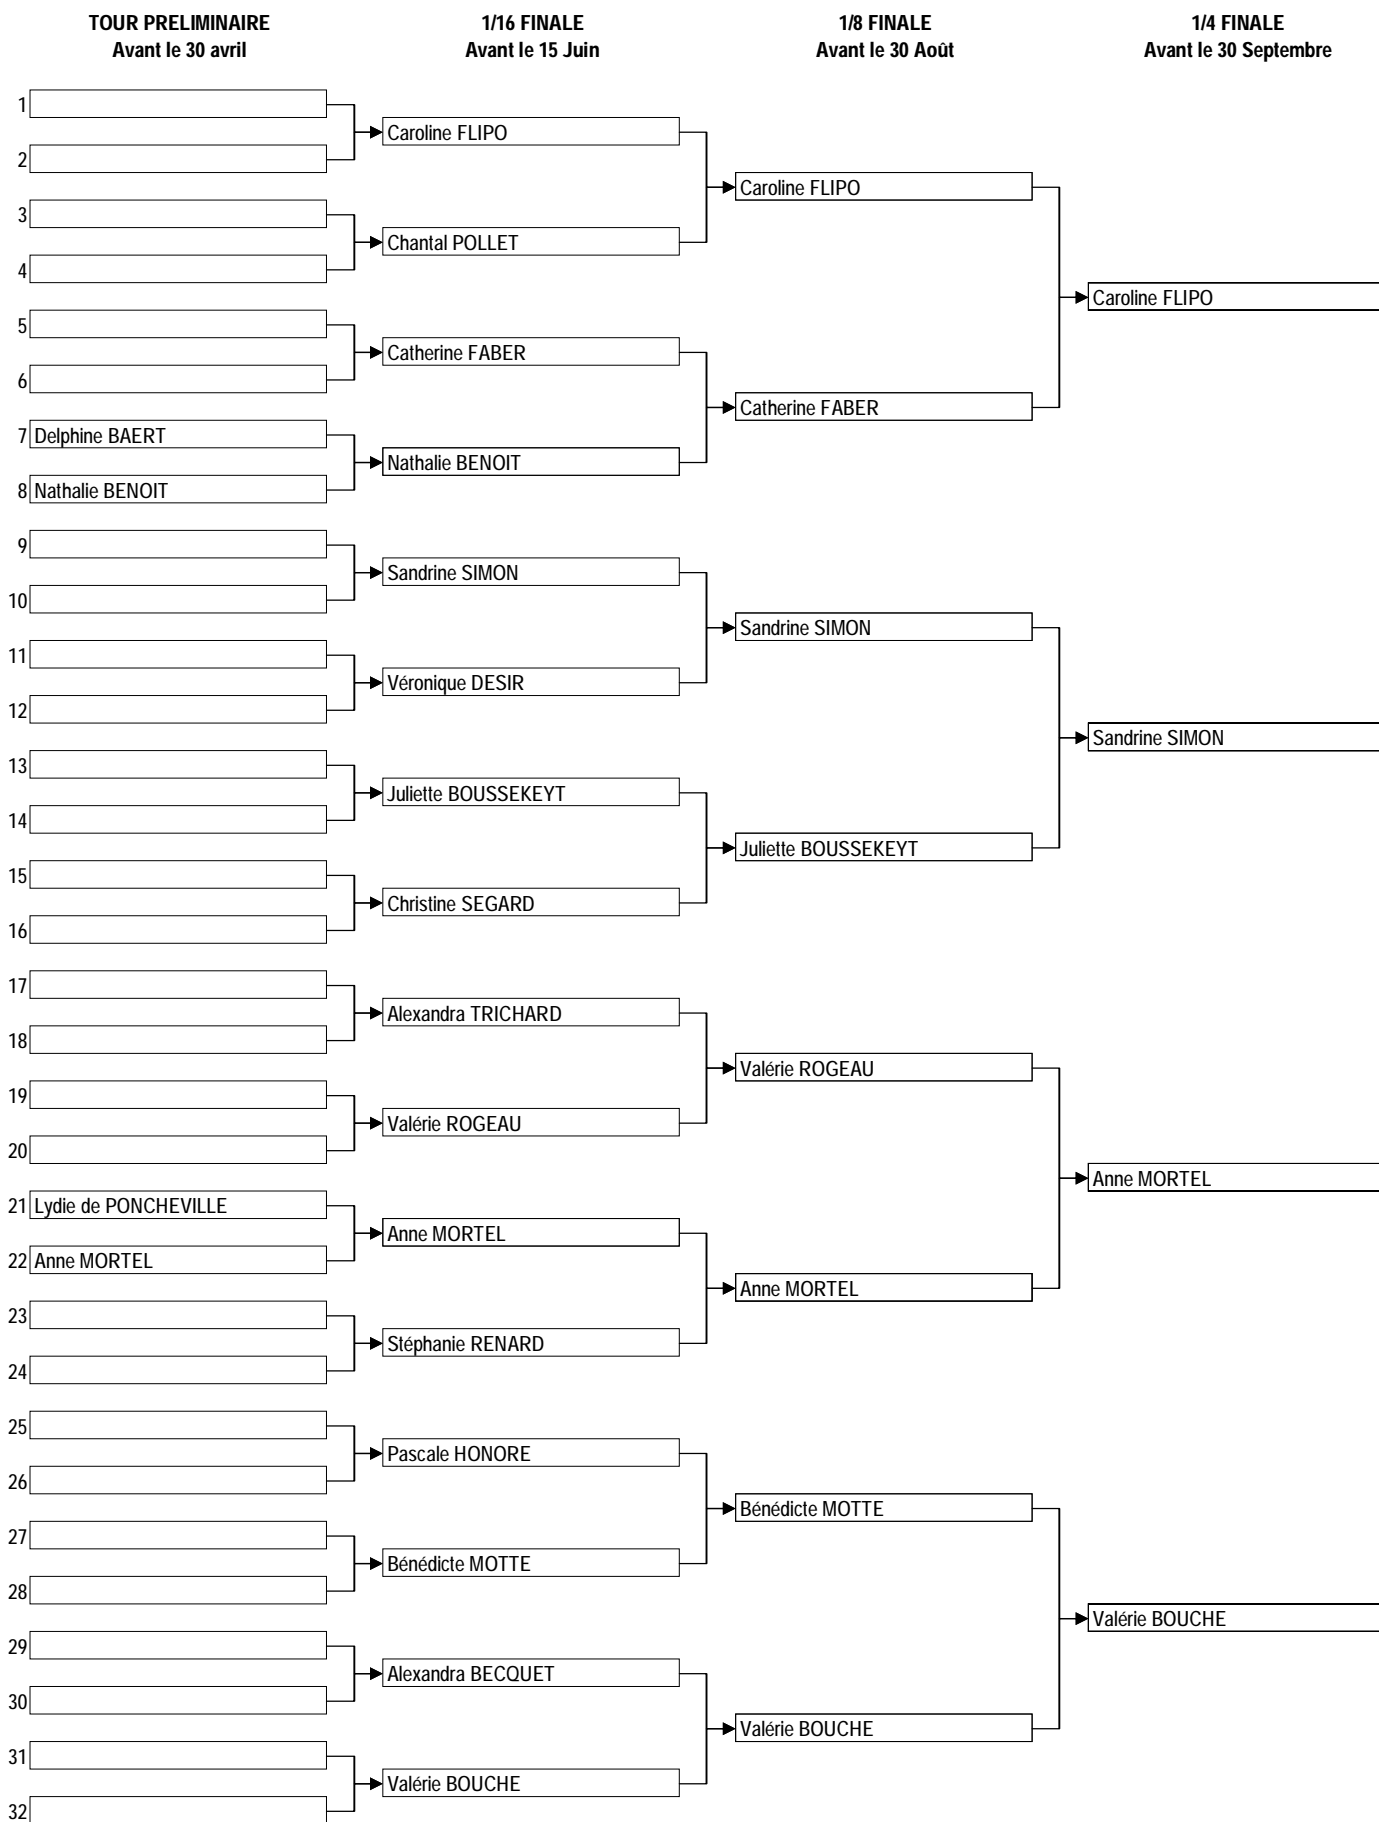 TOUR PRELIMINAIRE
Avant le 30 avril
1/16 FINALE
Avant le 15 Juin
1/8 FINALE
Avant le 30 Août
1/4 FINALE
Avant le 30 Septembre
1
Caroline FLIPO
2
Caroline FLIPO
3
Chantal POLLET
4
Caroline FLIPO
5
Catherine FABER
6
Catherine FABER
7 Delphine BAERT
Nathalie BENOIT
8 Nathalie BENOIT
9
Sandrine SIMON
10
Sandrine SIMON
11
Véronique DESIR
12
Sandrine SIMON
13
Juliette BOUSSEKEYT
14
Juliette BOUSSEKEYT
15
Christine SEGARD
16
17
Alexandra TRICHARD
18
Valérie ROGEAU
19
Valérie ROGEAU
20
Anne MORTEL
21 Lydie de PONCHEVILLE
Anne MORTEL
22 Anne MORTEL
Anne MORTEL
23
Stéphanie RENARD
24
25
Pascale HONORE
26
Bénédicte MOTTE
27
Bénédicte MOTTE
28
Valérie BOUCHE
29
Alexandra BECQUET
30
Valérie BOUCHE
31
Valérie BOUCHE
32